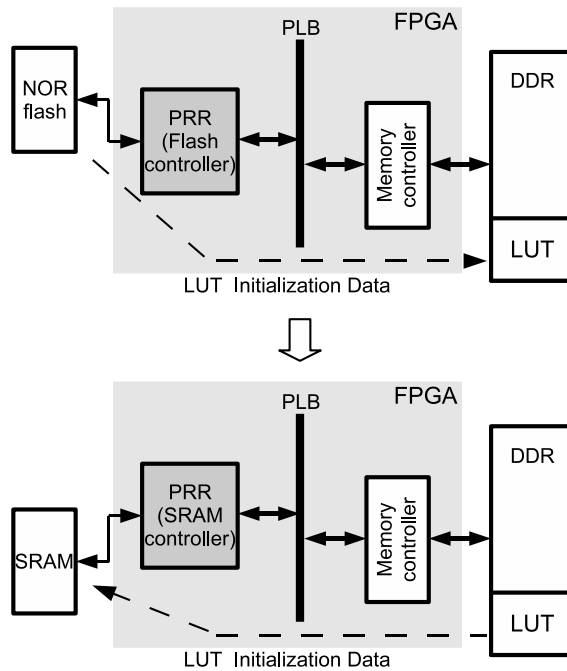 PLB
FPGA
NOR
flash
PRR
(Flash
controller)
Memory
controller
DDR
LUT
LUT Initialization Data
PLB
FPGA
SRAM
PRR
(SRAM
controller)
Memory
controller
DDR
LUT
LUT Initialization Data